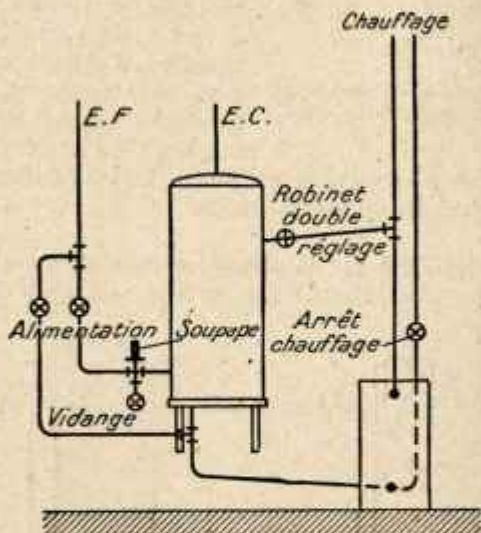 Chauffage
E.F
E.C.
Robinet
double
réglage
Alimentation
Soupape
Arrêt
chauffage
Vidange